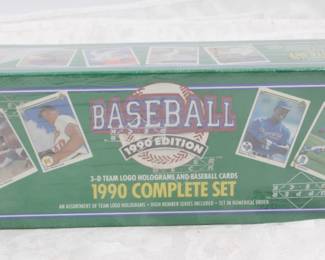 BASEBALL
1990 EDITION
3-D TEAM LOGO HOLOGRAMS AND BASEBALL CARDS
1990 COMPLETE SET
AN ASSORTMENT OF TEAM LOGO HOLOGRAMS • HIGH NUMBER SERIES INCLUDED • SET IN NUMERICAL ORDER